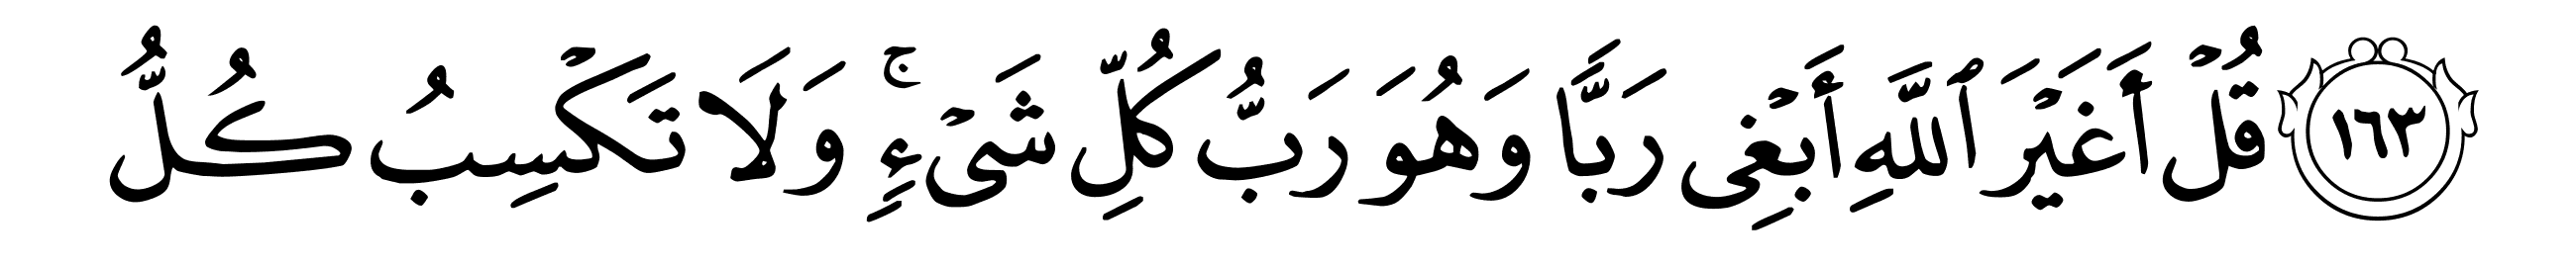 ١٦٣ قُلْ أَغَيْرَ ٱللَّهِ أَبْغِى رَبًّا وَهُوَ رَبُّ كُلِّ شَىْءٍ ۚ وَلَا تَكْسِبُ كُلُّ